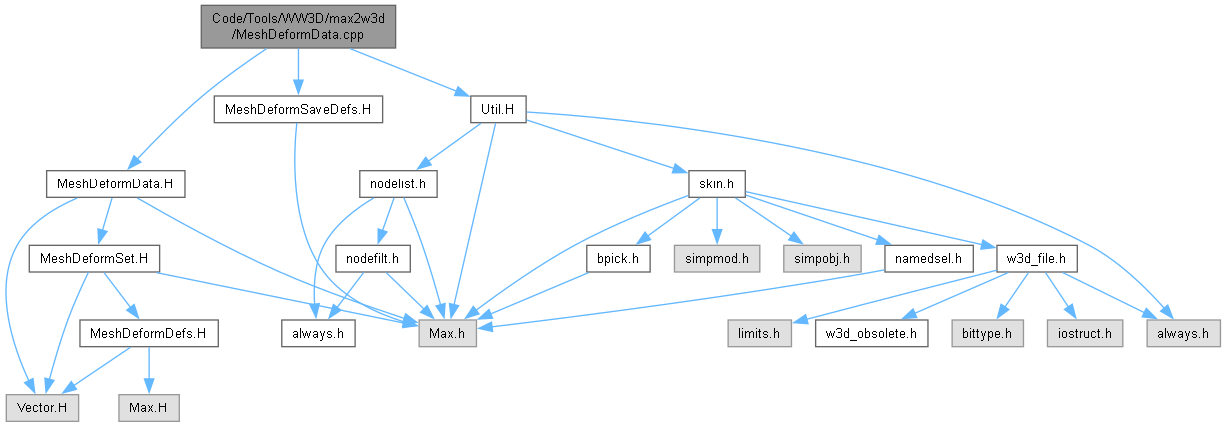 Code/Tools/WW3D/max2w3d
/MeshDeformData.cpp
MeshDeformSaveDefs.H
Util.H
MeshDeformData.H
nodelist.h
skin.h
MeshDeformSet.H
nodefilt.h
bpick.h
simpmod.h
simpobj.h
namedsel.h
w3d_file.h
MeshDeformDefs.H
always.h
Max.h
limits.h
w3d_obsolete.h
bittype.h
iostruct.h
always.h
Vector.H
Max.H